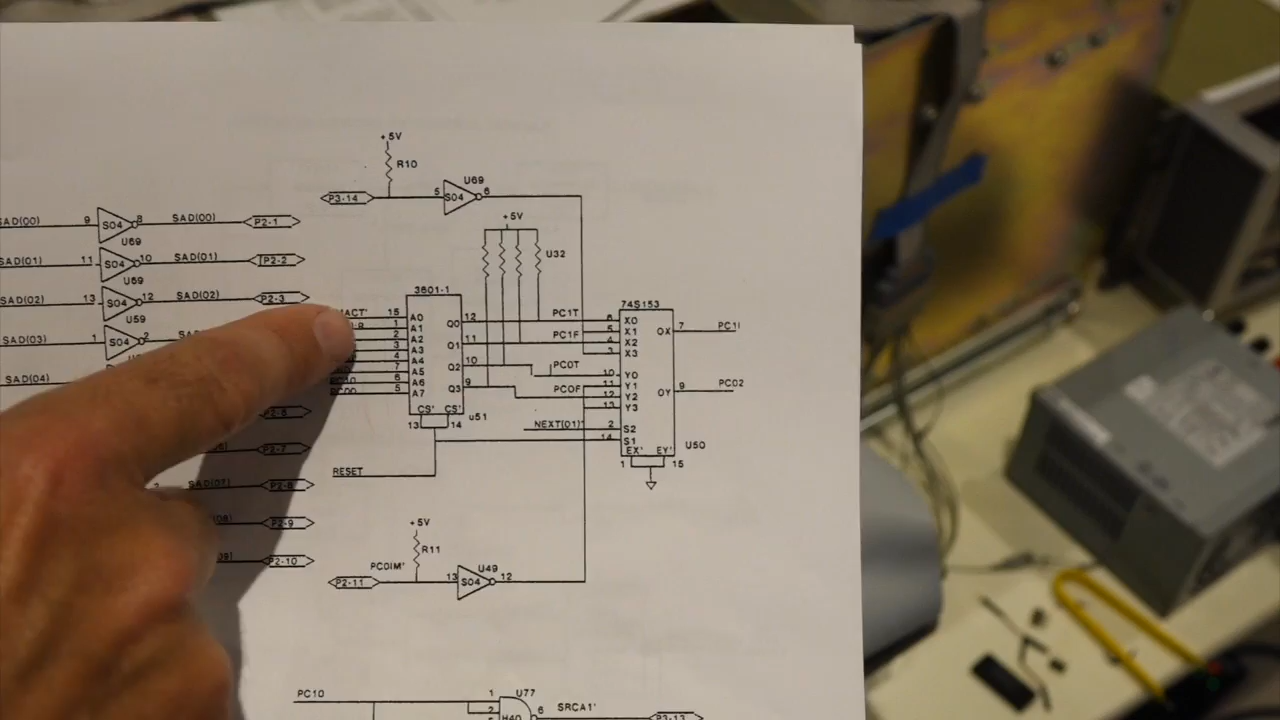 +5V
R10
U69
P3-14
5
S04
6
SAD(00)
9
S04
8
SAD(00)
P2-1
U69
SAD(01)
11
S04
10
SAD(01)
P2-2
U69
SAD(02)
13
S04
12
SAD(02)
P2-3
U59
SAD(03)
1
S04
2
SAD(04)
+5V
U32
3601-1
ACT'
15
A0
1
A1
2
A2
3
A3
4
A4
7
A5
6
A6
5
A7
Q0
12
Q1
11
Q2
10
Q3
9
CS'
CS'
13
14
U51
74S153
PC1T
6
X0
5
X1
PC1F
4
X2
3
X3
PC0T
10
Y0
11
Y1
PC0F
12
Y2
13
Y3
NEXT(01)'
2
S2
14
S1
EX'
EY'
1
15
U50
OX
7
PC1I
OY
9
PC02
RESET
P2-6
P2-7
SAD(07)
P2-8
P2-9
P2-10
+5V
R11
PCDIM'
P2-11
13
S04
12
U49
PC10
1
2
U77
H40
6
SRCA1'
P3-13